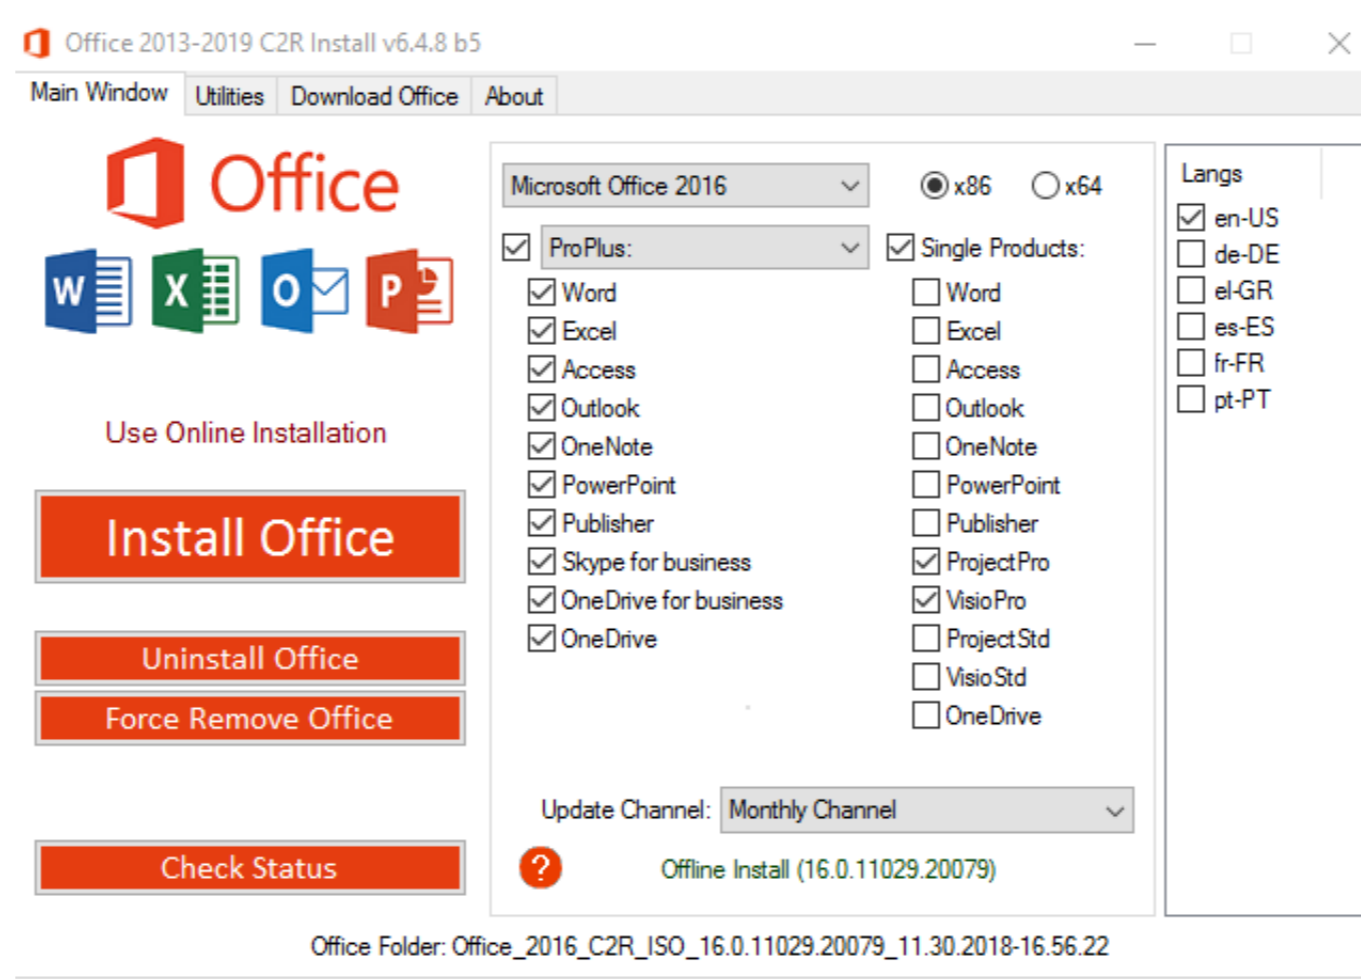 Office 2013-2019 C2R Install v6.4.8 b5
Main Window Utilities Download Office About
Office
W X O P
Use Online Installation
Install Office
Uninstall Office
Force Remove Office
Check Status
Microsoft Office 2016 x86 x64
ProPlus: Single Products:
Word Word
Excel Excel
Access Access
Outlook Outlook
OneNote OneNote
PowerPoint PowerPoint
Publisher Publisher
Skype for business ProjectPro
OneDrive for business VisioPro
OneDrive ProjectStd
VisioStd
OneDrive
Update Channel: Monthly Channel
? Offline Install (16.0.11029.20079)
Langs
en-US
de-DE
el-GR
es-ES
fr-FR
pt-PT
Office Folder: Office_2016_C2R_ISO_16.0.11029.20079_11.30.2018-16.56.22